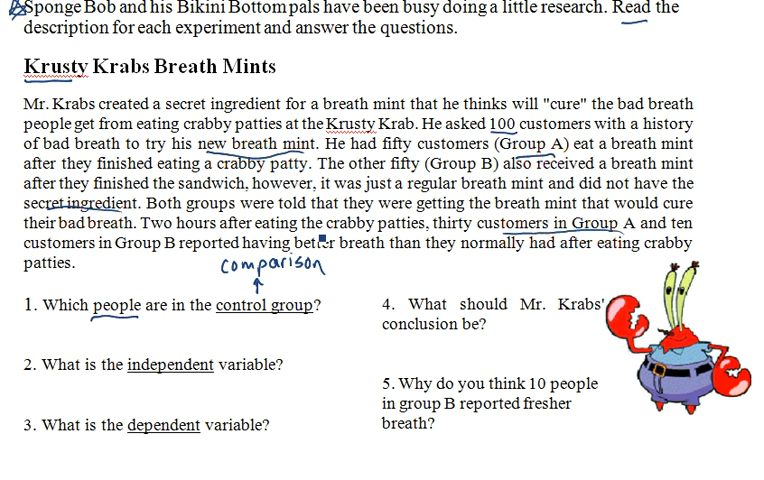 Sponge Bob and his Bikini Bottom pals have been busy doing a little research. Read the
description for each experiment and answer the questions.
Krusty Krabs Breath Mints
Mr. Krabs created a secret ingredient for a breath mint that he thinks will "cure" the bad breath
people get from eating crabby patties at the Krusty Krab. He asked 100 customers with a history
of bad breath to try his new breath mint. He had fifty customers (Group A) eat a breath mint
after they finished eating a crabby patty. The other fifty (Group B) also received a breath mint
after they finished the sandwich, however, it was just a regular breath mint and did not have the
secret ingredient. Both groups were told that they were getting the breath mint that would cure
their bad breath. Two hours after eating the crabby patties, thirty customers in Group A and ten
customers in Group B reported having better breath than they normally had after eating crabby
patties.
comparison
1. Which people are in the control group?
2. What is the independent variable?
3. What is the dependent variable?
4. What should Mr. Krabs'
conclusion be?
5. Why do you think 10 people
in group B reported fresher
breath?